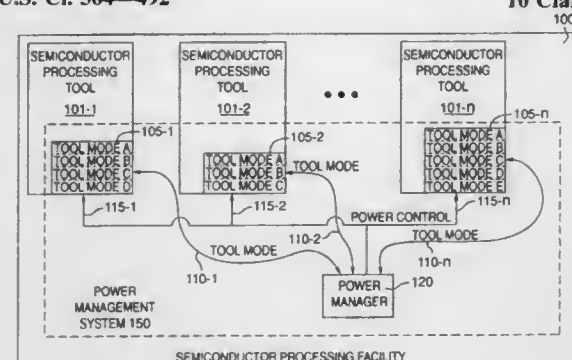 U.S. Cl. 364—492
10 Cla
100
SEMICONDUCTOR
PROCESSING
TOOL
101-1
SEMICONDUCTOR
PROCESSING
TOOL
101-2
SEMICONDUCTOR
PROCESSING
TOOL
101-n
105-1
TOOL MODE A
TOOL MODE B
TOOL MODE C
TOOL MODE D
105-2
TOOL MODE A
TOOL MODE B
TOOL MODE C
TOOL MODE
105-n
TOOL MODE A
TOOL MODE B
TOOL MODE C
TOOL MODE D
TOOL MODE E
115-1
115-2
115-n
POWER CONTROL
TOOL MODE
110-2
TOOL MODE
110-n
110-1
POWER
MANAGER
120
POWER
MANAGEMENT
SYSTEM 150
SEMICONDUCTOR PROCESSING FACILITY